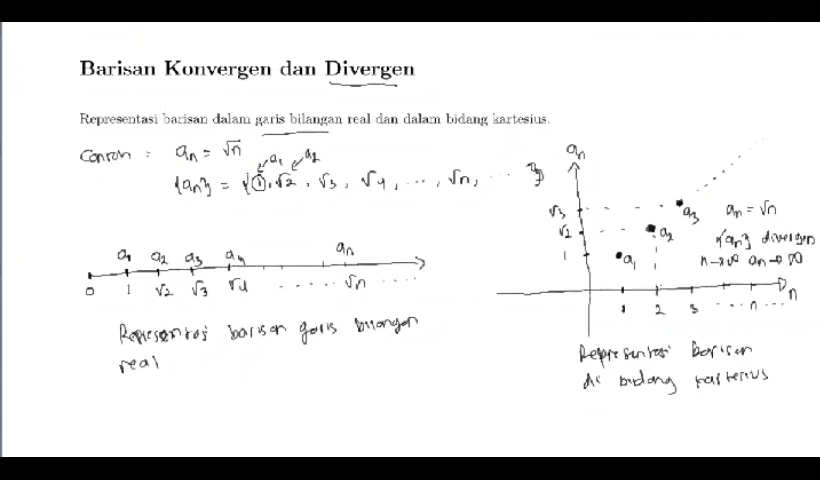 Barisan Konvergen dan Divergen
Representasi barisan dalam garis bilangan real dan dalam bidang kartesius.
Contoh : aₙ = √n
a₁ a₂
{aₙ} = {1, √2, √3, √4, ..., √n, ... }
a₁ a₂ a₃ a₄ aₙ
0 1 √2 √3 √4 ..... √n ....
Representasi barisan garis bilangan
real
aₙ
√3
√2
1
a₁ a₂ a₃
aₙ = √n
{aₙ} divergen
n → ∞ aₙ → ∞
1 2 3 .... n ... n
Representasi barisan
di bidang kartesius